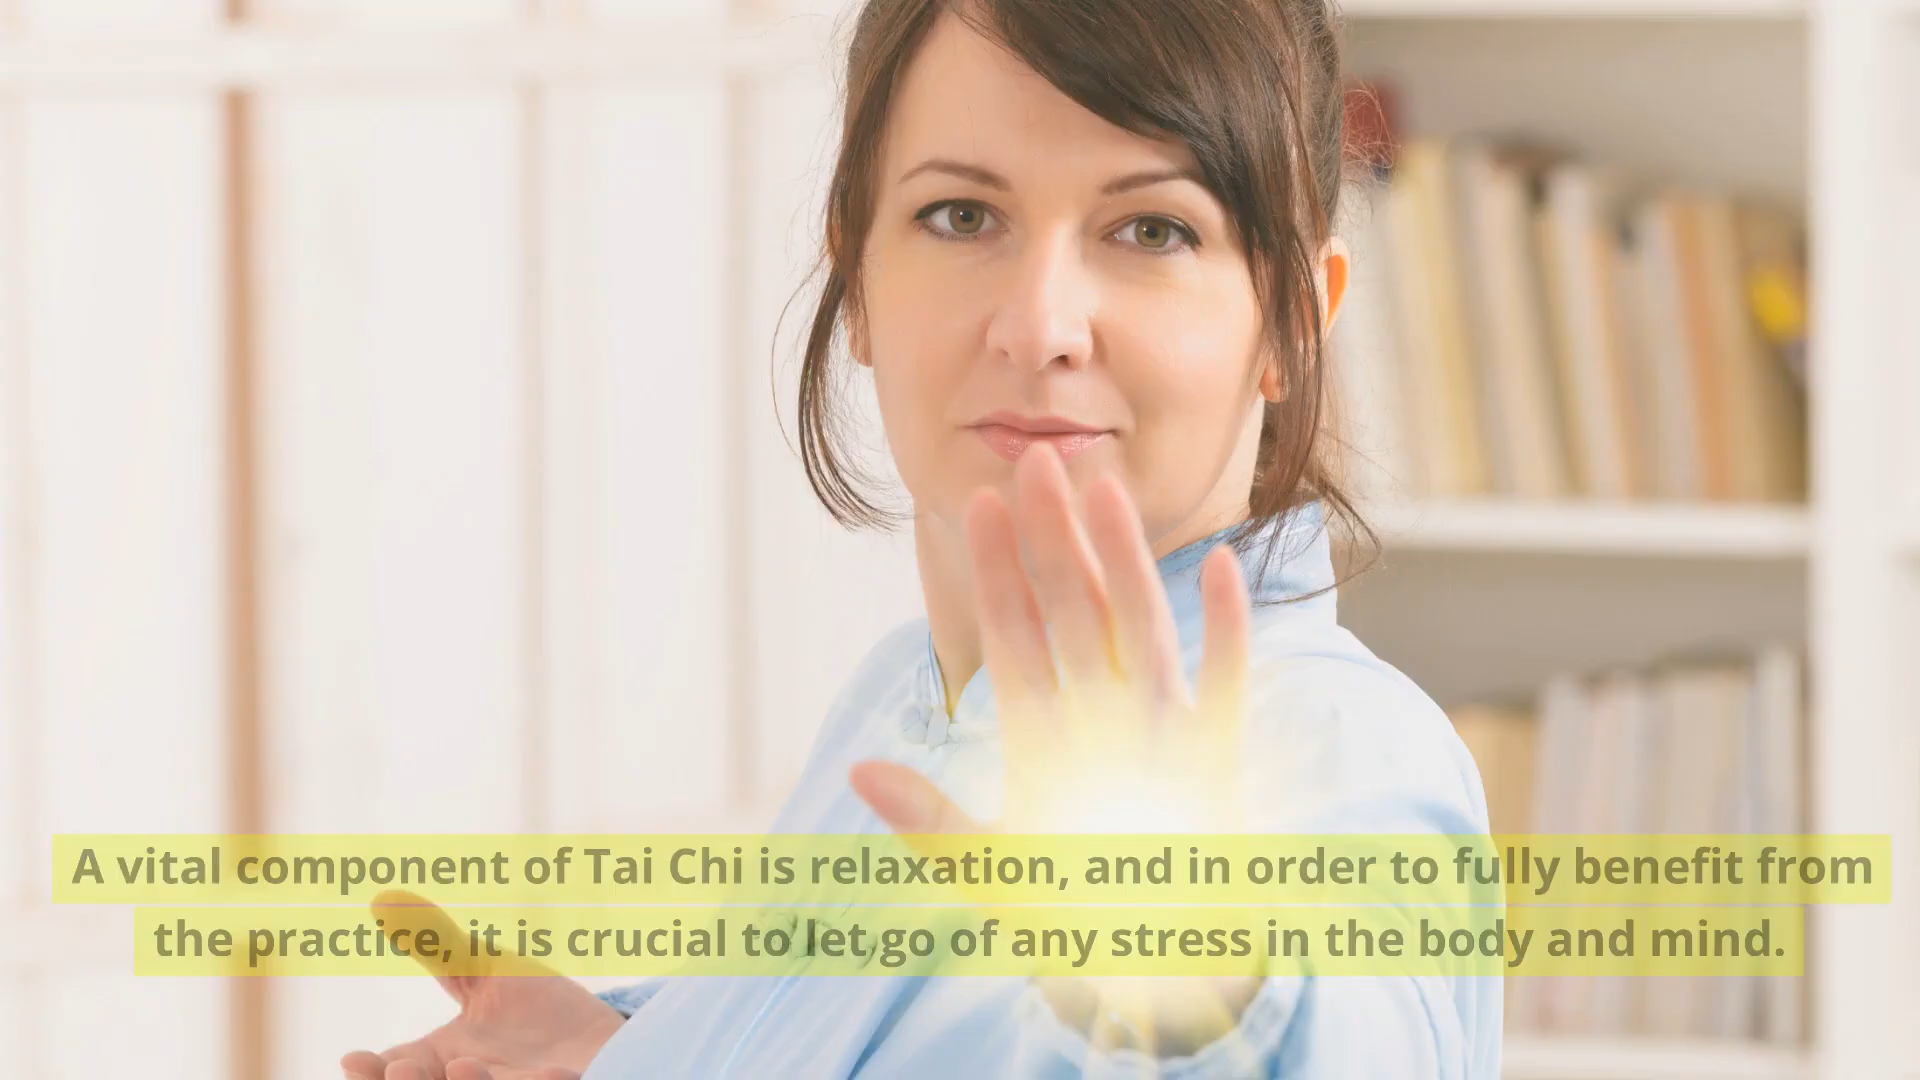 A vital component of Tai Chi is relaxation, and in order to fully benefit from
the practice, it is crucial to let go of any stress in the body and mind.